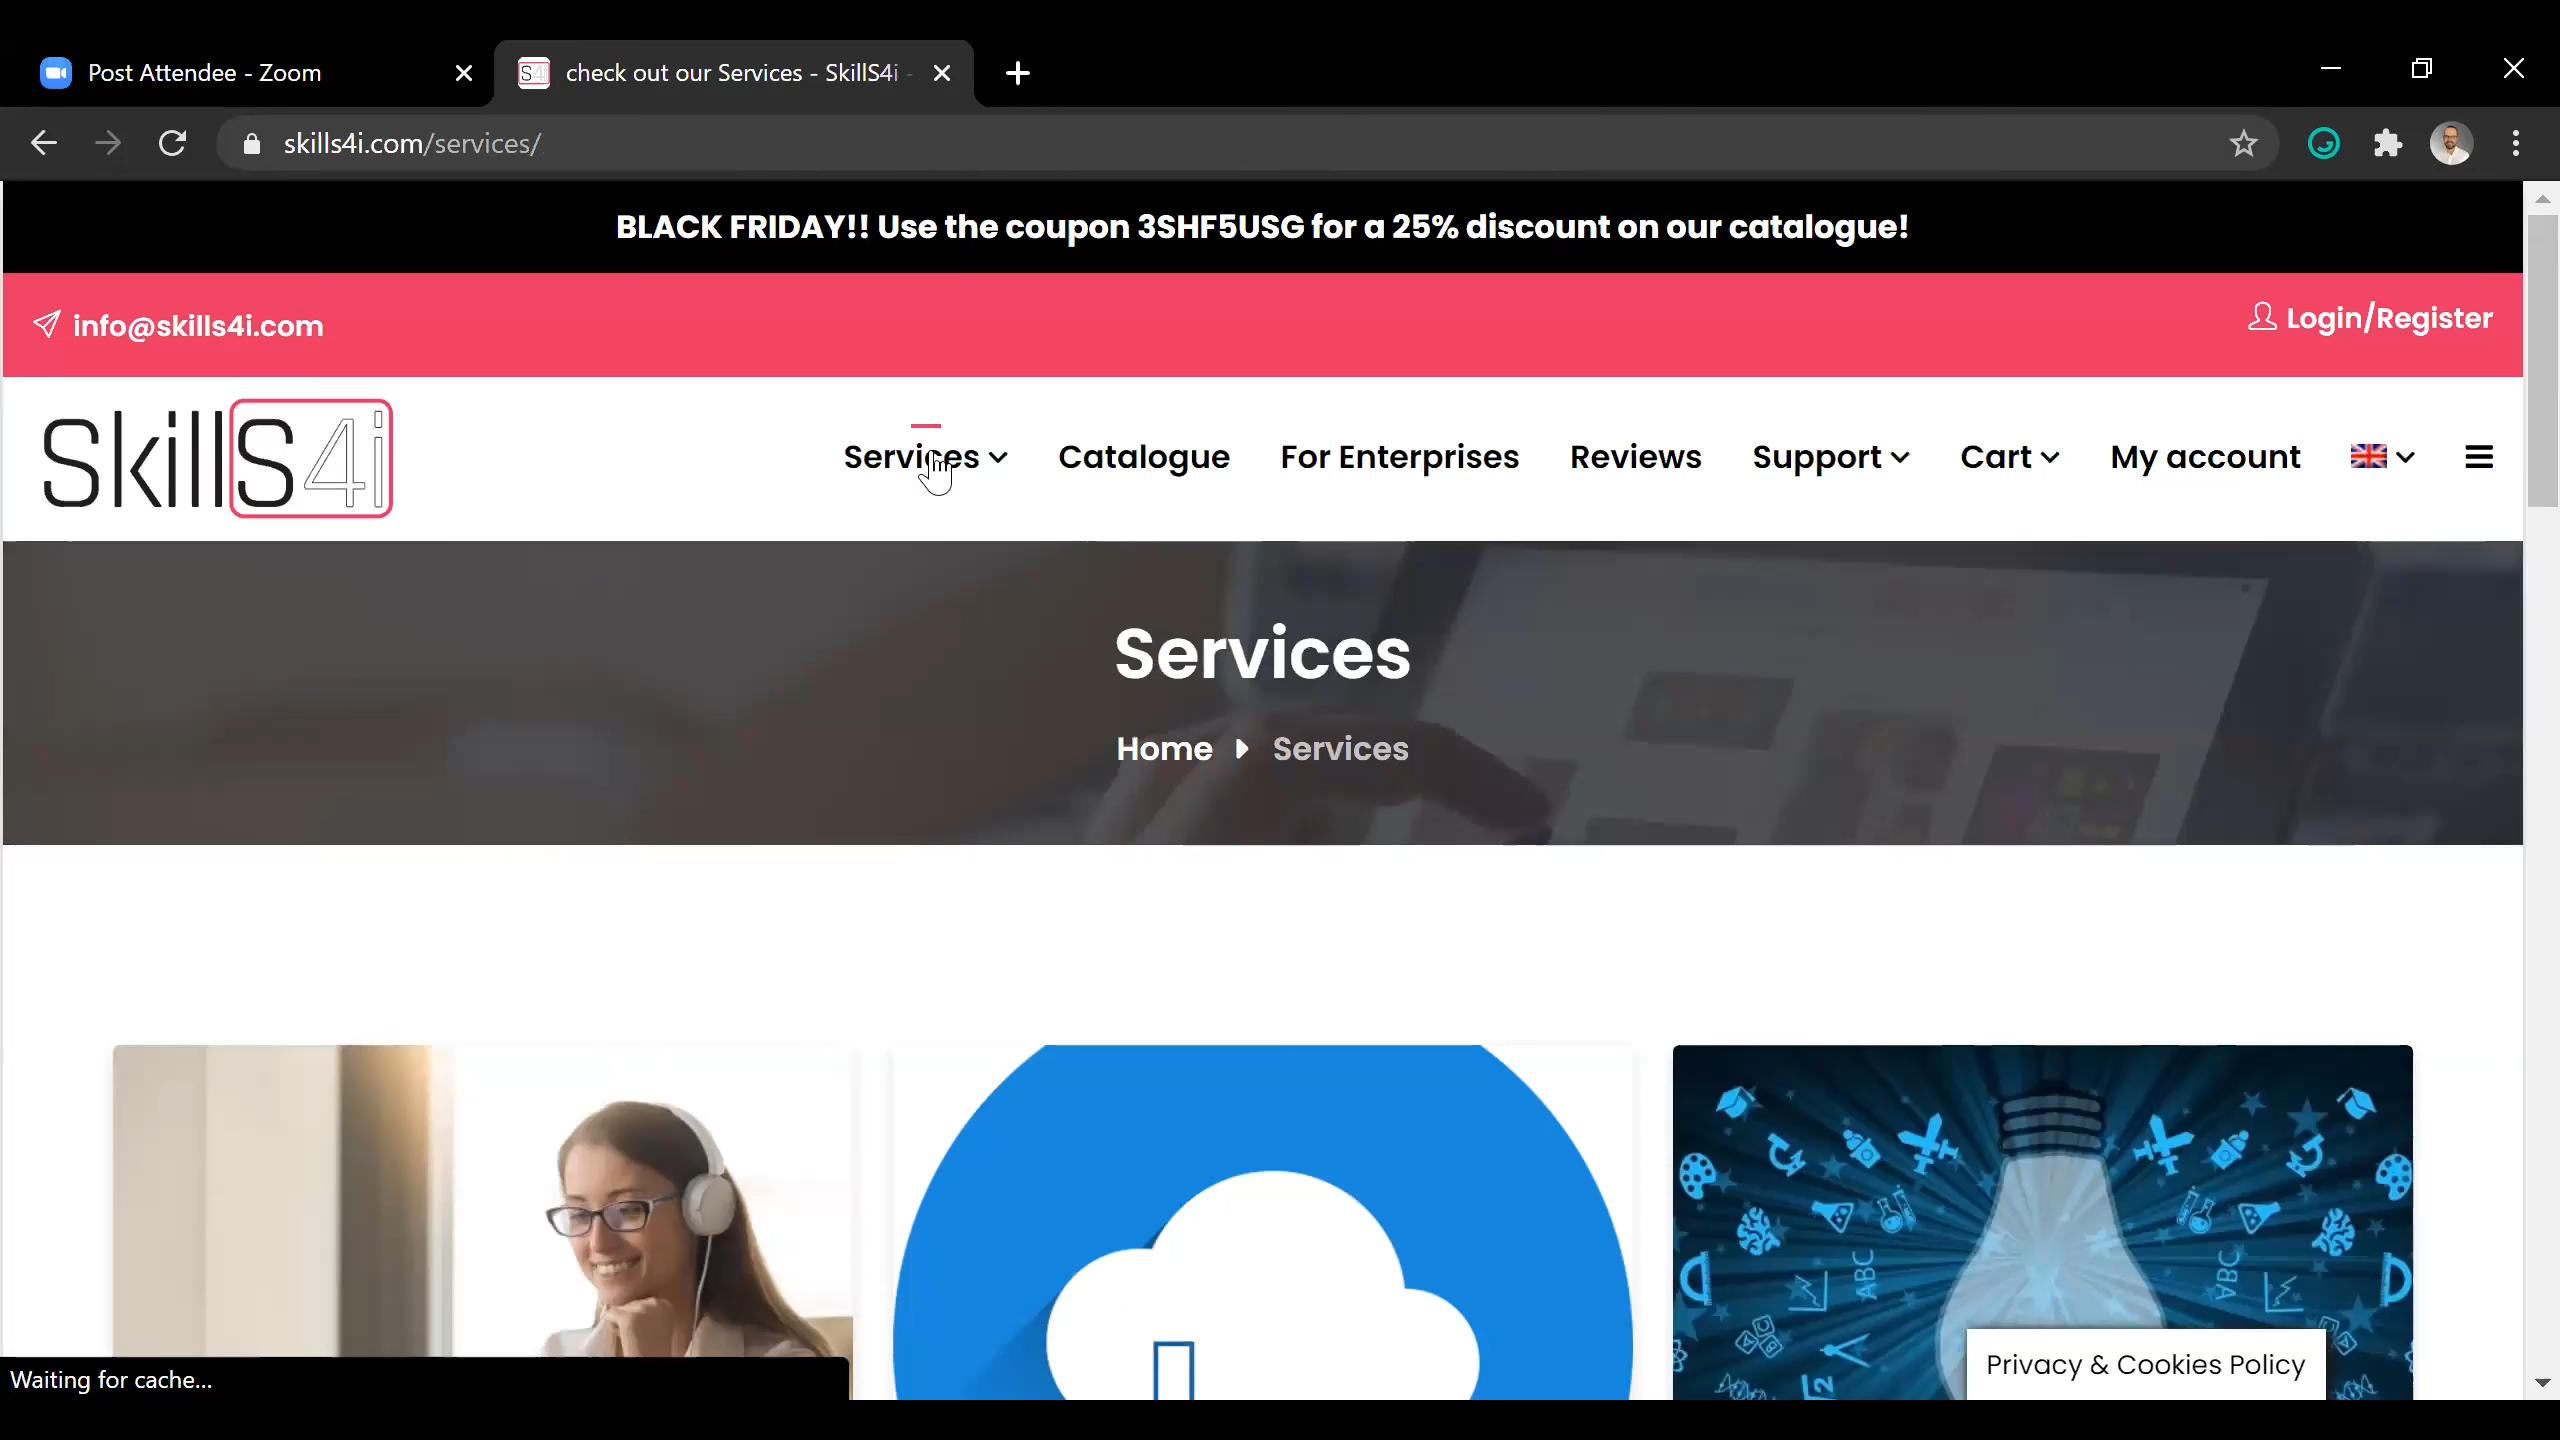 Post Attendee - Zoom
check out our Services - SkillS4i -
skills4i.com/services/
BLACK FRIDAY!! Use the coupon 3SHF5USG for a 25% discount on our catalogue!
info@skills4i.com
Login/Register
SkillS4i
Services
Catalogue
For Enterprises
Reviews
Support
Cart
My account
Services
Home
Services
ABC
ABC
Waiting for cache...
Privacy & Cookies Policy